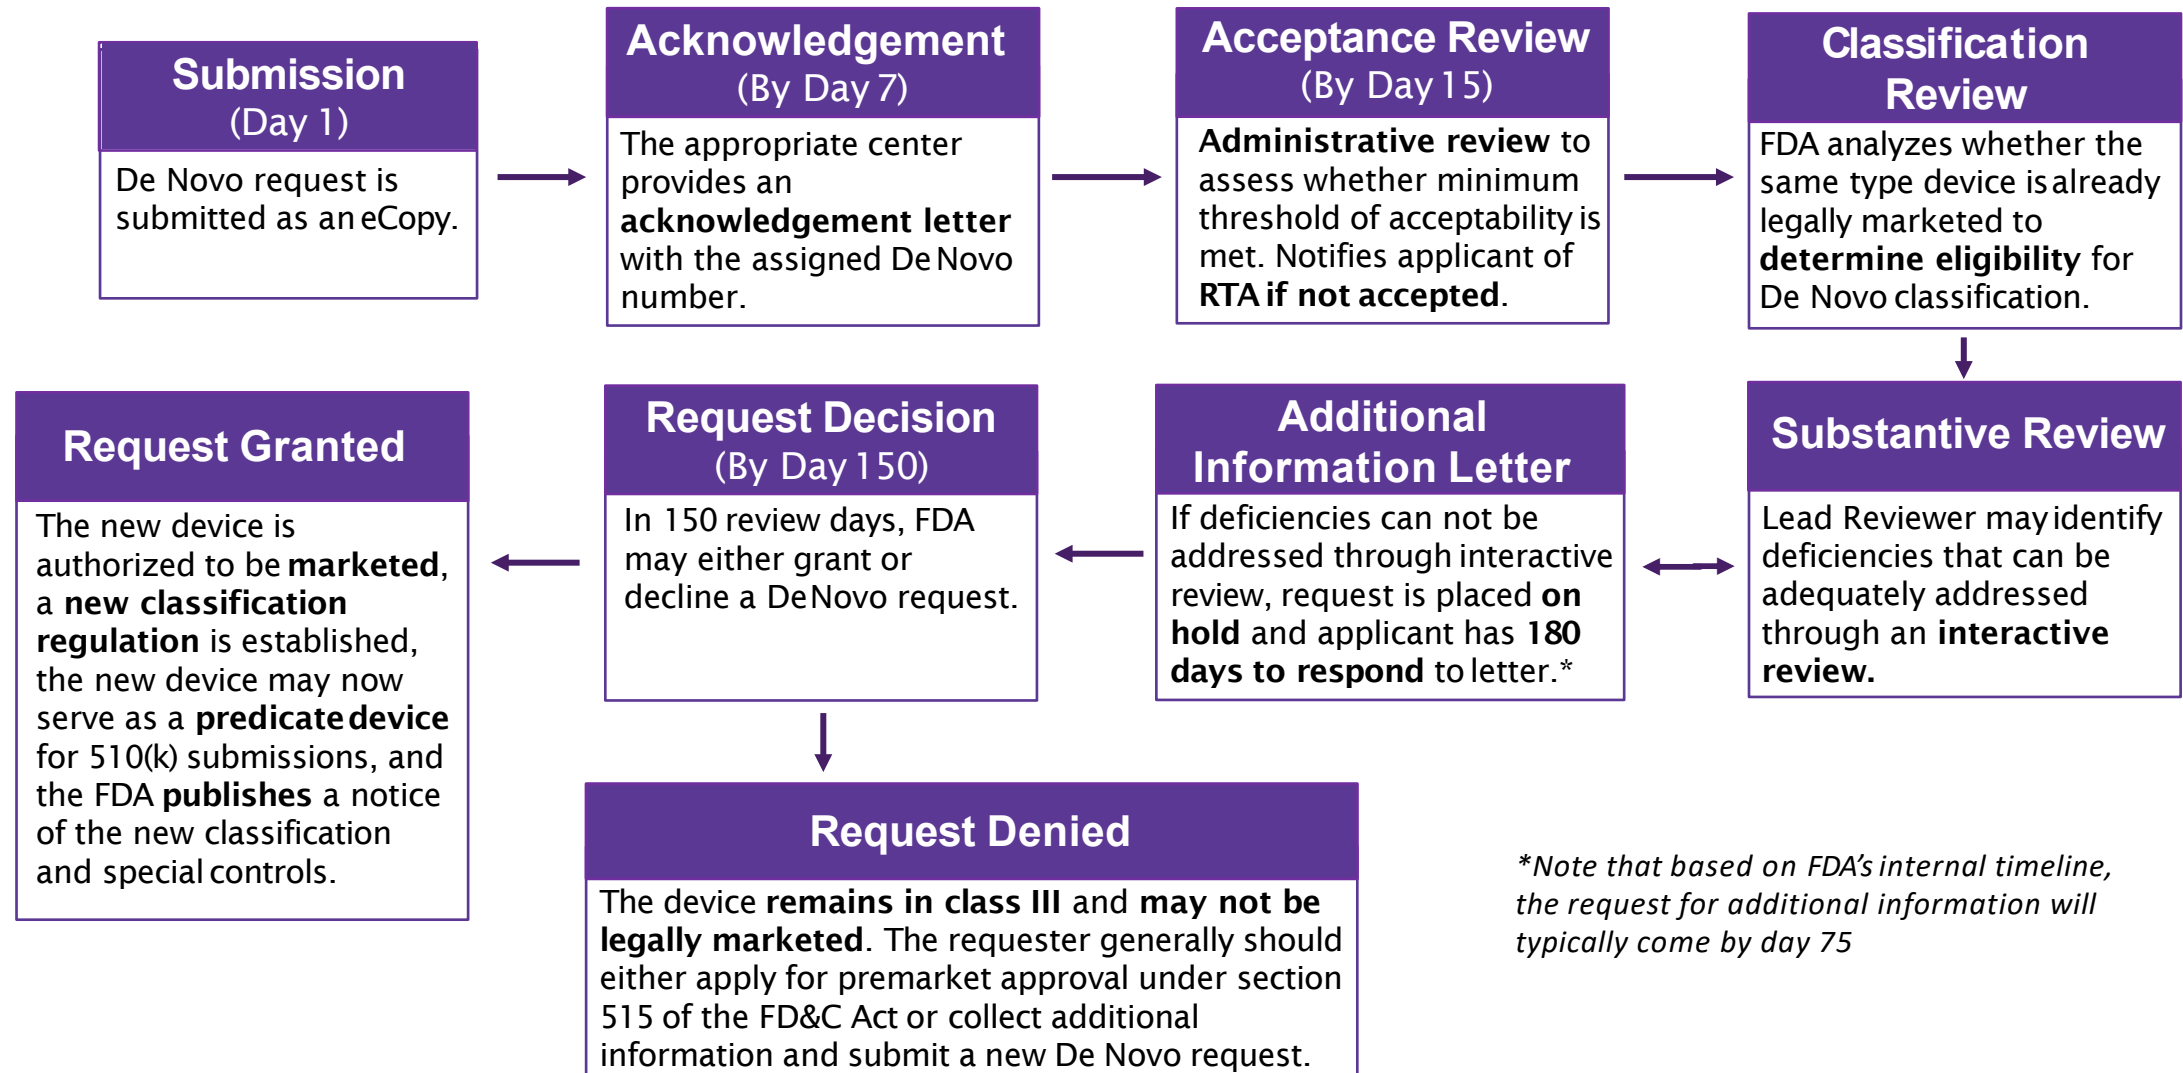 Submission
(Day 1)
De Novo request is
submitted as an eCopy.
Acknowledgement
(By Day 7)
The appropriate center
provides an
acknowledgement letter
with the assigned De Novo
number.
Acceptance Review
(By Day 15)
Administrative review to
assess whether minimum
threshold of acceptability is
met. Notifies applicant of
RTA if not accepted.
Classification
Review
FDA analyzes whether the
same type device is already
legally marketed to
determine eligibility for
De Novo classification.
Substantive Review
Lead Reviewer may identify
deficiencies that can be
adequately addressed
through an interactive
review.
Additional
Information Letter
If deficiencies can not be
addressed through interactive
review, request is placed on
hold and applicant has 180
days to respond to letter.*
Request Decision
(By Day 150)
In 150 review days, FDA
may either grant or
decline a De Novo request.
Request Granted
The new device is
authorized to be marketed,
a new classification
regulation is established,
the new device may now
serve as a predicate device
for 510(k) submissions, and
the FDA publishes a notice
of the new classification
and special controls.
Request Denied
The device remains in class III and may not be
legally marketed. The requester generally should
either apply for premarket approval under section
515 of the FD&C Act or collect additional
information and submit a new De Novo request.
*Note that based on FDA's internal timeline,
the request for additional information will
typically come by day 75